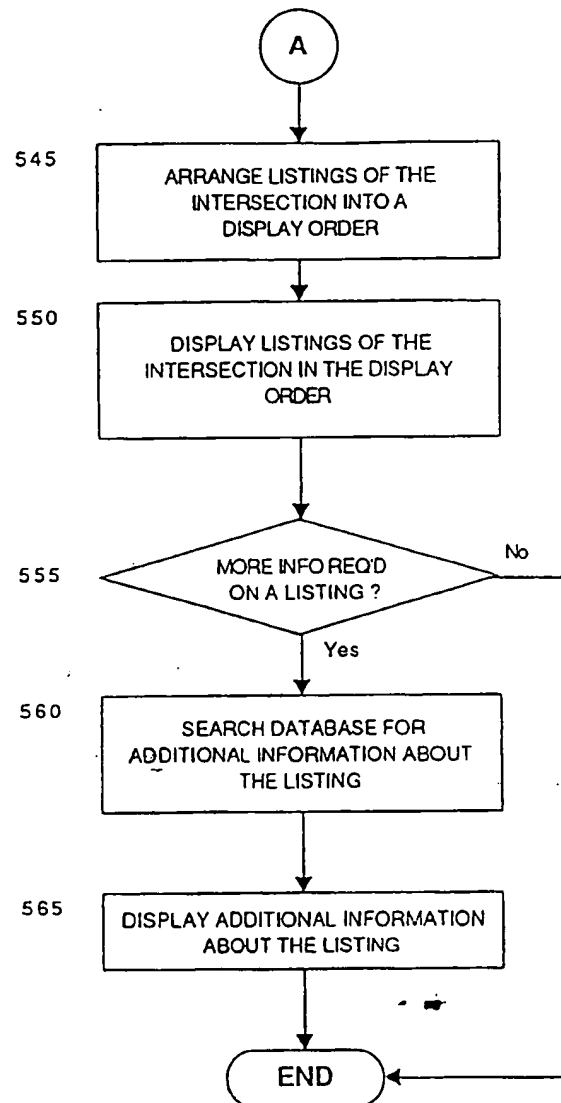 A
545
ARRANGE LISTINGS OF THE
INTERSECTION INTO A
DISPLAY ORDER
550
DISPLAY LISTINGS OF THE
INTERSECTION IN THE DISPLAY
ORDER
555
MORE INFO REQ'D
ON A LISTING ?
No
Yes
560
SEARCH DATABASE FOR
ADDITIONAL INFORMATION ABOUT
THE LISTING
565
DISPLAY ADDITIONAL INFORMATION
ABOUT THE LISTING
END